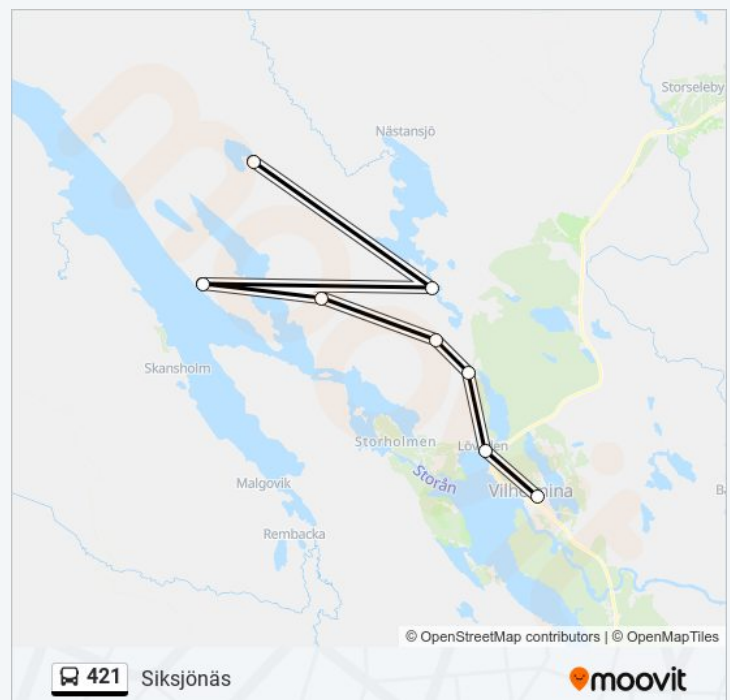 Storseleby
Nästansjö
Skansholm
Storholmen
Lövliden
Storån
Malgovik
Vilhelmina
Rembacka
© OpenStreetMap contributors | © OpenMapTiles
421 Siksjönäs
moovit